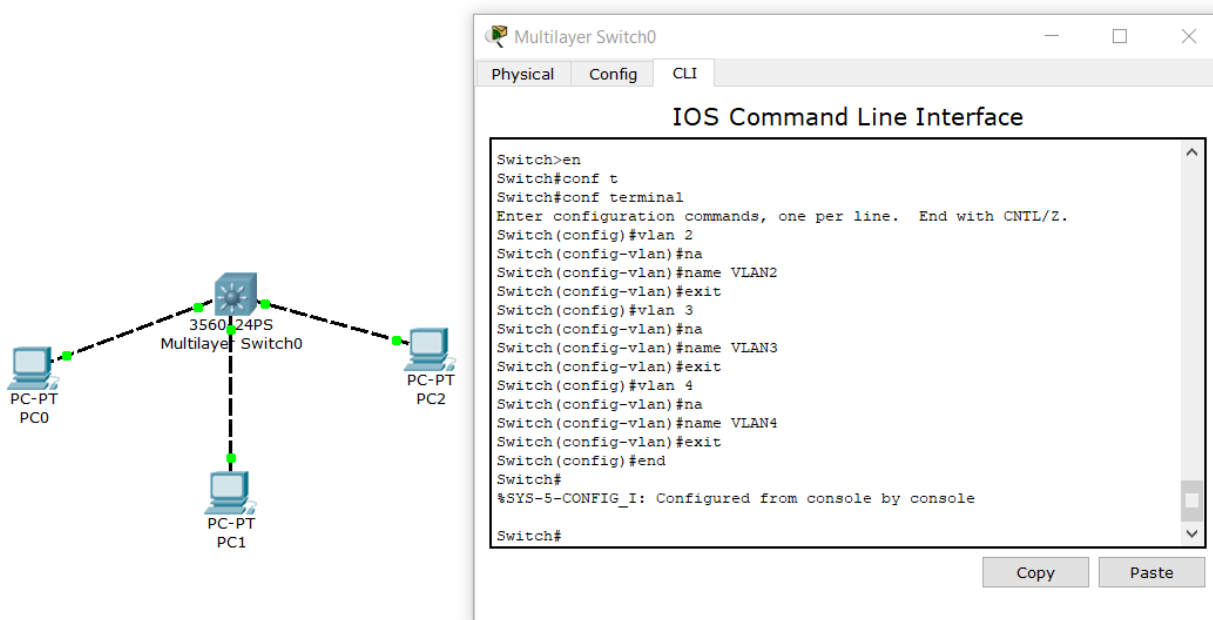 3560-24PS
Multilayer Switch0
PC-PT
PC0
PC-PT
PC1
PC-PT
PC2
Multilayer Switch0
Physical
Config
CLI
IOS Command Line Interface
Switch>en
Switch#conf t
Switch#conf terminal
Enter configuration commands, one per line.  End with CNTL/Z.
Switch(config)#vlan 2
Switch(config-vlan)#na
Switch(config-vlan)#name VLAN2
Switch(config-vlan)#exit
Switch(config)#vlan 3
Switch(config-vlan)#na
Switch(config-vlan)#name VLAN3
Switch(config-vlan)#exit
Switch(config)#vlan 4
Switch(config-vlan)#na
Switch(config-vlan)#name VLAN4
Switch(config-vlan)#exit
Switch(config)#end
Switch#
%SYS-5-CONFIG_I: Configured from console by console
Switch#
Copy
Paste